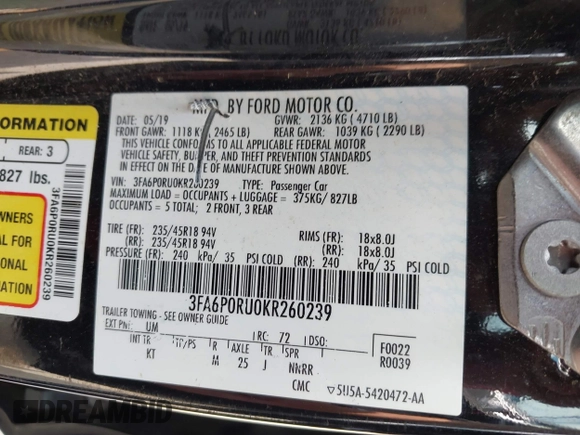 BY FORD MOTOR CO.
MFD. BY FORD MOTOR CO.
DATE: 05/19 GVWR: 2136 KG ( 4710 LB)
FRONT GAWR: 1118 K 2465 LB) REAR GAWR: 1039 KG ( 2290 LB)
THIS VEHICLE CONFORMS TO ALL APPLICABLE FEDERAL MOTOR
VEHICLE SAFETY, BUMPER, AND THEFT PREVENTION STANDARDS
IN EFFECT ON THE DATE OF MANUFACTURE SHOWN ABOVE.
VIN: 3FA6P0RU0KR260239 TYPE: Passenger Car
MAXIMUM LOAD = OCCUPANTS + LUGGAGE = 375KG/ 827LB
OCCUPANTS = 5 TOTAL; 2 FRONT, 3 REAR
TIRE (FR): 235/45R18 94V RIMS (FR): 18x8.0J
(RR): 235/45R18 94V (RR): 18x8.0J
PRESSURE (FR): 240 kPa/ 35 PSI COLD (RR): 240 kPa/ 35 PSI COLD
3FA6P0RU0KR260239
TRAILER TOWING - SEE OWNER GUIDE
EXT PNT: UM RC: 72 DSO: F0022
R0039
INT TR TP/PS R AXLE TR SPR
KT M 25 J NNRR
CMC ▽5U5A-5420472-AA
ORMATION
REAR: 3
827 lbs.
WNERS
AL FOR
IONAL
ATION
3FA6P0RU0KR260239
DREAMBID